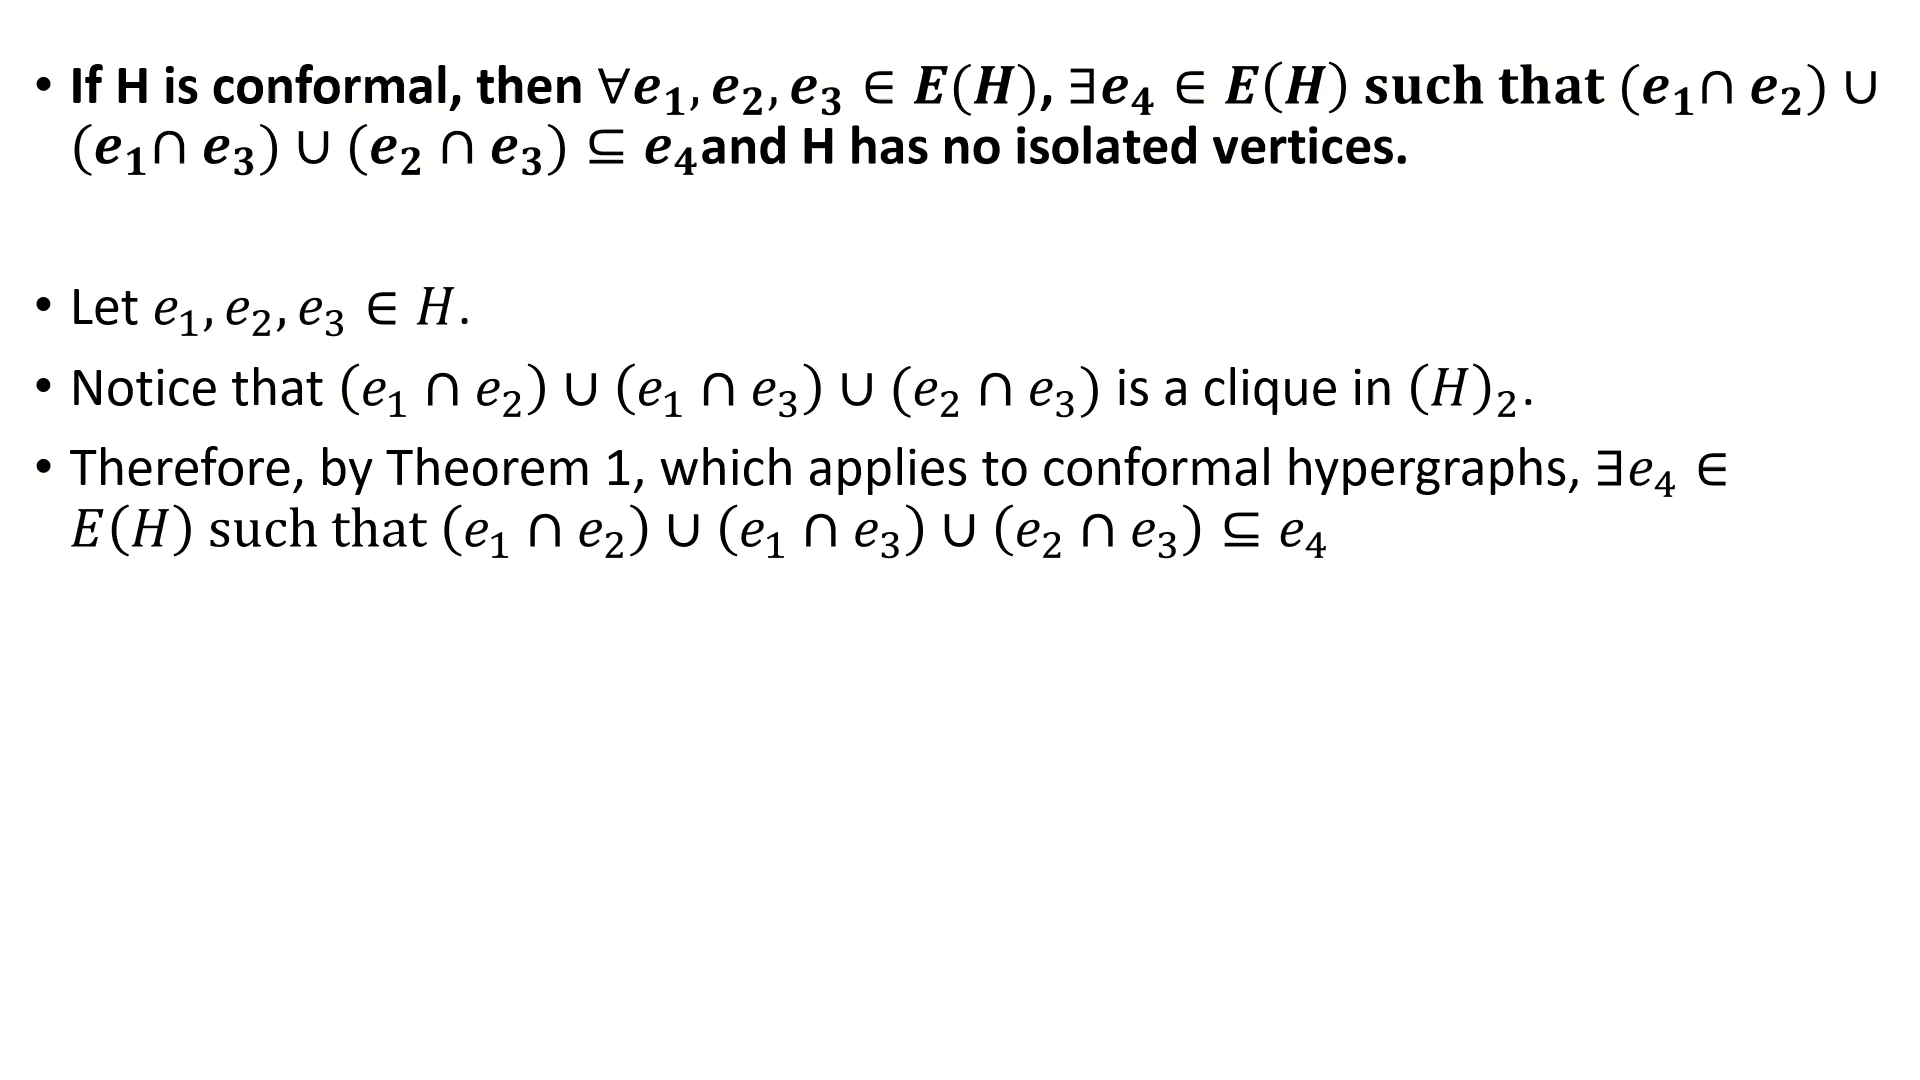 • If H is conformal, then ∀𝒆₁, 𝒆₂, 𝒆₃ ∈ 𝑬(𝑯), ∃𝒆₄ ∈ 𝑬(𝑯) such that (𝒆₁∩ 𝒆₂) ∪
(𝒆₁∩ 𝒆₃) ∪ (𝒆₂ ∩ 𝒆₃) ⊆ 𝒆₄and H has no isolated vertices.
• Let 𝑒₁, 𝑒₂, 𝑒₃ ∈ 𝐻.
• Notice that (𝑒₁ ∩ 𝑒₂) ∪ (𝑒₁ ∩ 𝑒₃) ∪ (𝑒₂ ∩ 𝑒₃) is a clique in (𝐻)₂.
• Therefore, by Theorem 1, which applies to conformal hypergraphs, ∃𝑒₄ ∈
𝐸(𝐻) such that (𝑒₁ ∩ 𝑒₂) ∪ (𝑒₁ ∩ 𝑒₃) ∪ (𝑒₂ ∩ 𝑒₃) ⊆ 𝑒₄